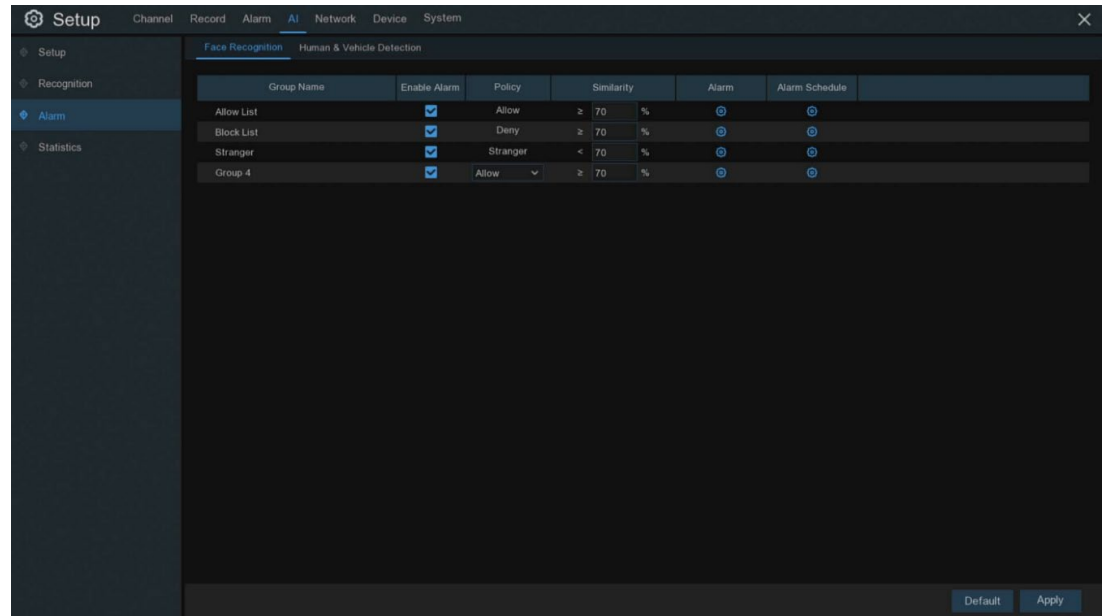 Setup Channel Record Alarm AI Network Device System
Setup
Recognition
Alarm
Statistics
Face Recognition Human & Vehicle Detection
Group Name Enable Alarm Policy Similarity Alarm Alarm Schedule
Allow List Allow ≥ 70 %
Block List Deny ≥ 70 %
Stranger Stranger < 70 %
Group 4 Allow ≥ 70 %
Default Apply